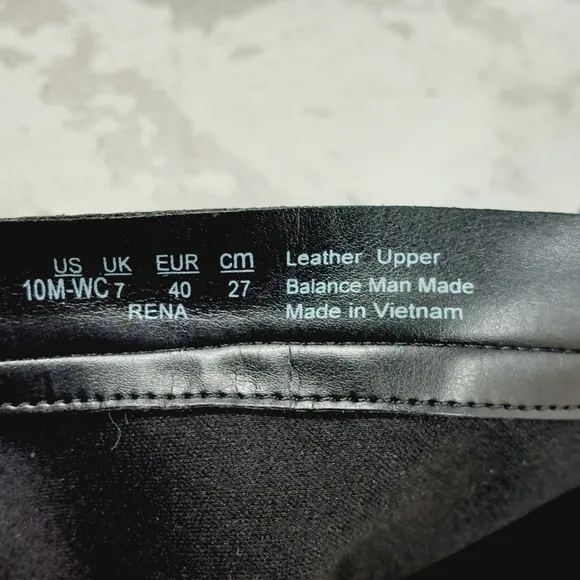 US UK EUR cm
10M-WC 7 40 27
RENA
Leather Upper
Balance Man Made
Made in Vietnam